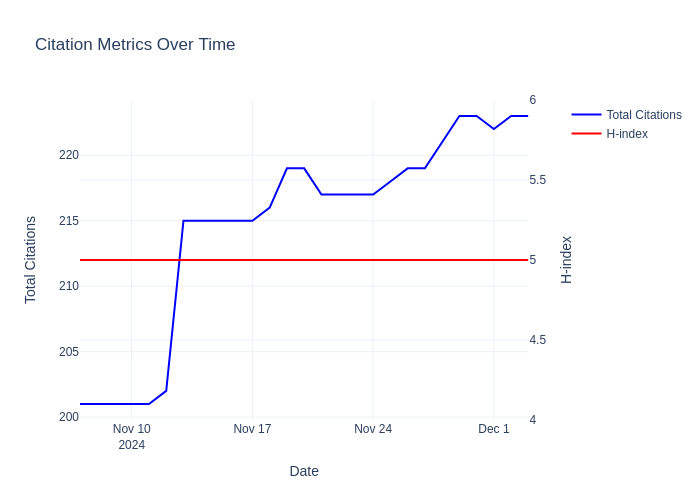 Citation Metrics Over Time
Total Citations
H-index
220
215
210
205
200
6
5.5
5
4.5
4
Total Citations
H-index
Nov 10
2024
Nov 17
Nov 24
Dec 1
Date